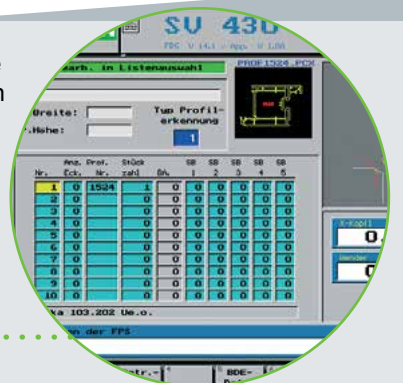 SV 430
PDC V 14.1 - App. V 1.00
arb. in Listenauswahl
PROF1524.PCX
Breite:
Typ Profil-
erkennung
.Höhe:
1
Anz. Prof. Stück SB SB SB SB SB
Nr. Eck. Nr. zahl BA. 1 2 3 4 5
1 0 1524 1 0 0 0 0 0 0
2 0 0 0 0 0 0 0 0
3 0 0 0 0 0 0 0 0
4 0 0 0 0 0 0 0 0
5 0 0 0 0 0 0 0 0
6 0 0 0 0 0 0 0 0
7 0 0 0 0 0 0 0 0
8 0 0 0 0 0 0 0 0
9 0 0 0 0 0 0 0 0
10 0 0 0 0 0 0 0 0
X-Kopf1
0.
Wender
ka 103.202 Ue.o.
en der FPS
BDE-